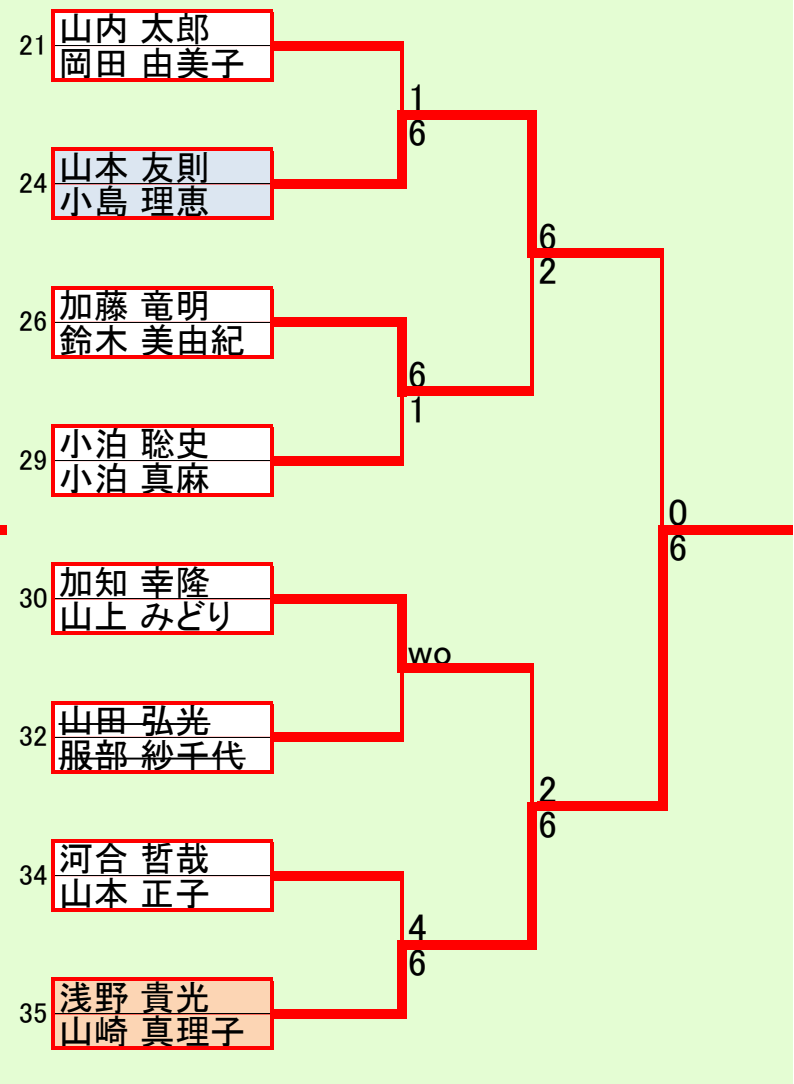 21
山内 太郎
岡田 由美子
1
6
24
山本 友則
小島 理恵
6
2
26
加藤 竜明
鈴木 美由紀
6
1
29
小泊 聡史
小泊 真麻
0
6
30
加知 幸隆
山上 みどり
wo
32
山田 弘光
服部 紗千代
2
6
34
河合 哲哉
山本 正子
4
6
35
浅野 貴光
山崎 真理子